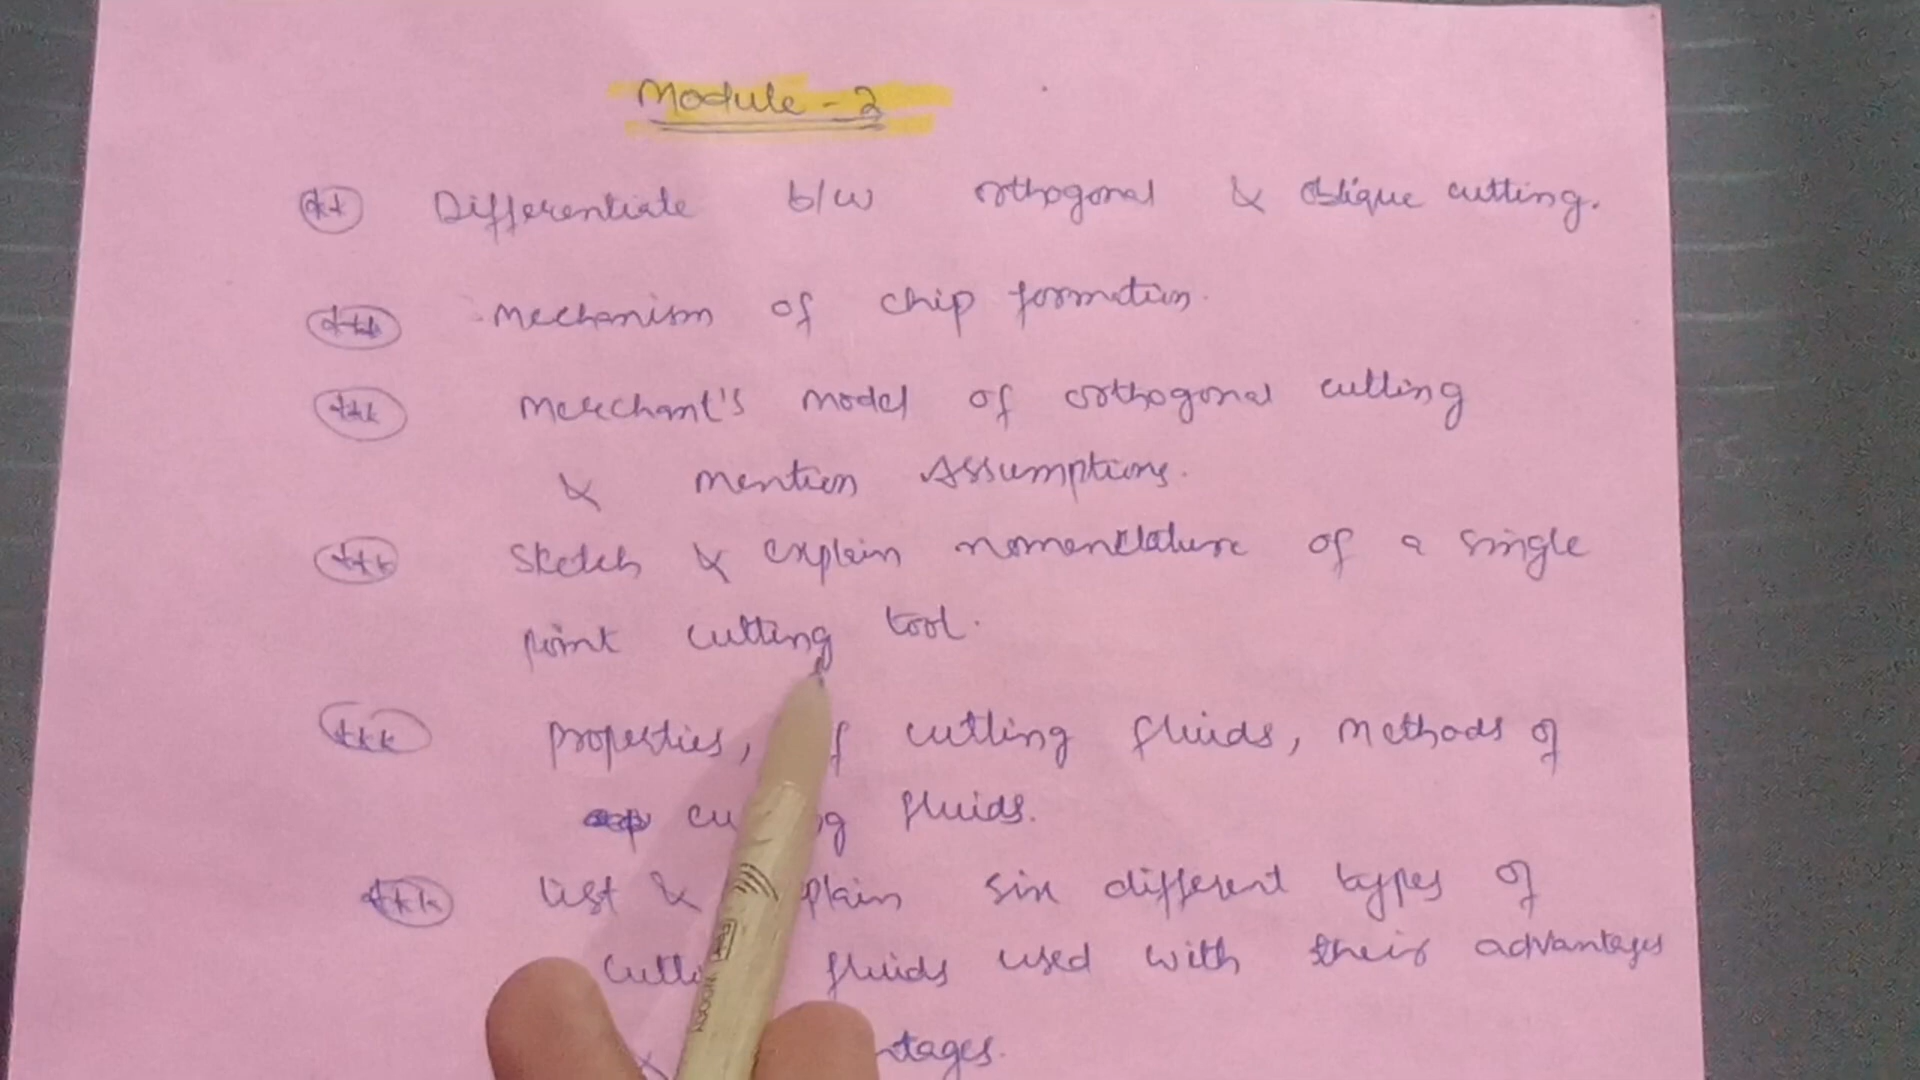 Module - 2
Differentiate b/w orthogonal & oblique cutting.
Mechanism of chip formation.
Merchant's model of orthogonal cutting
& mention Assumptions.
Sketch & explain nomenclature of a single
point cutting tool.
properties, of cutting fluids, methods of
fluids.
List & six different types of
fluids used with their advantages
&